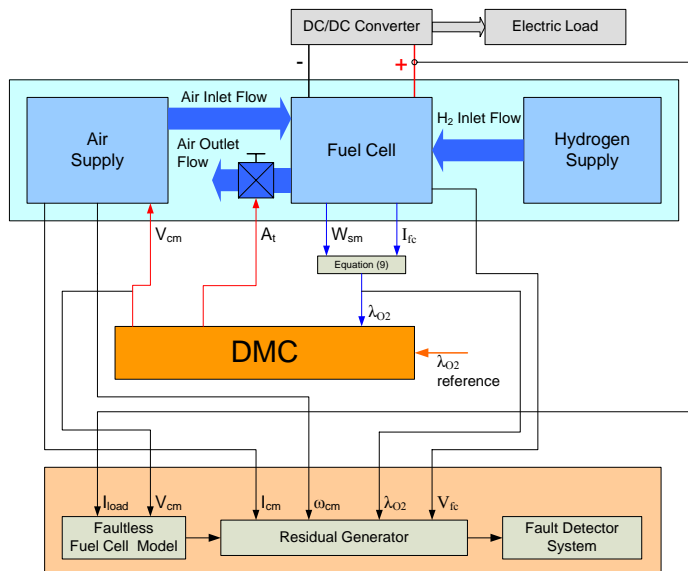 DC/DC Converter
Electric Load
-
+
Air Inlet Flow
H2 Inlet Flow
Air
Supply
Air Outlet
Flow
Fuel Cell
Hydrogen
Supply
Vcm
At
Wsm
Ifc
Equation (9)
λO2
DMC
λO2
reference
Iload
Vcm
Icm
ωcm
λO2
Vfc
Faultless
Fuel Cell Model
Residual Generator
Fault Detector
System